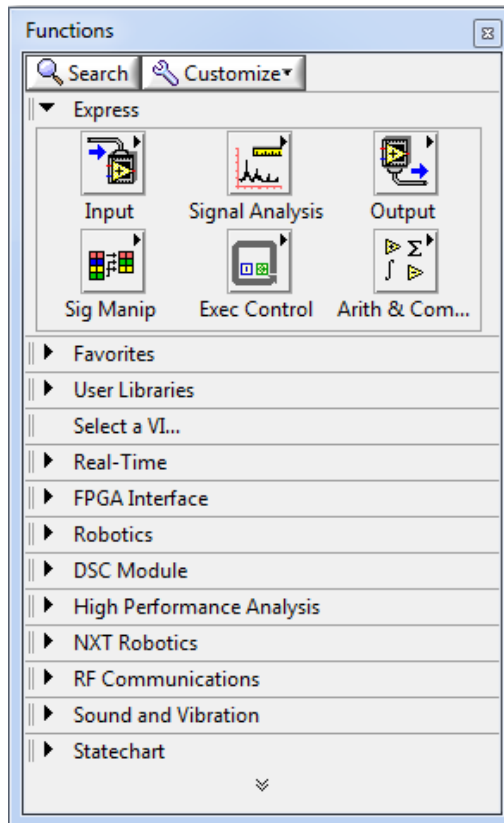 Functions
Search Customize
Express
Input Signal Analysis Output
Sig Manip Exec Control Arith & Com...
Favorites
User Libraries
Select a VI...
Real-Time
FPGA Interface
Robotics
DSC Module
High Performance Analysis
NXT Robotics
RF Communications
Sound and Vibration
Statechart